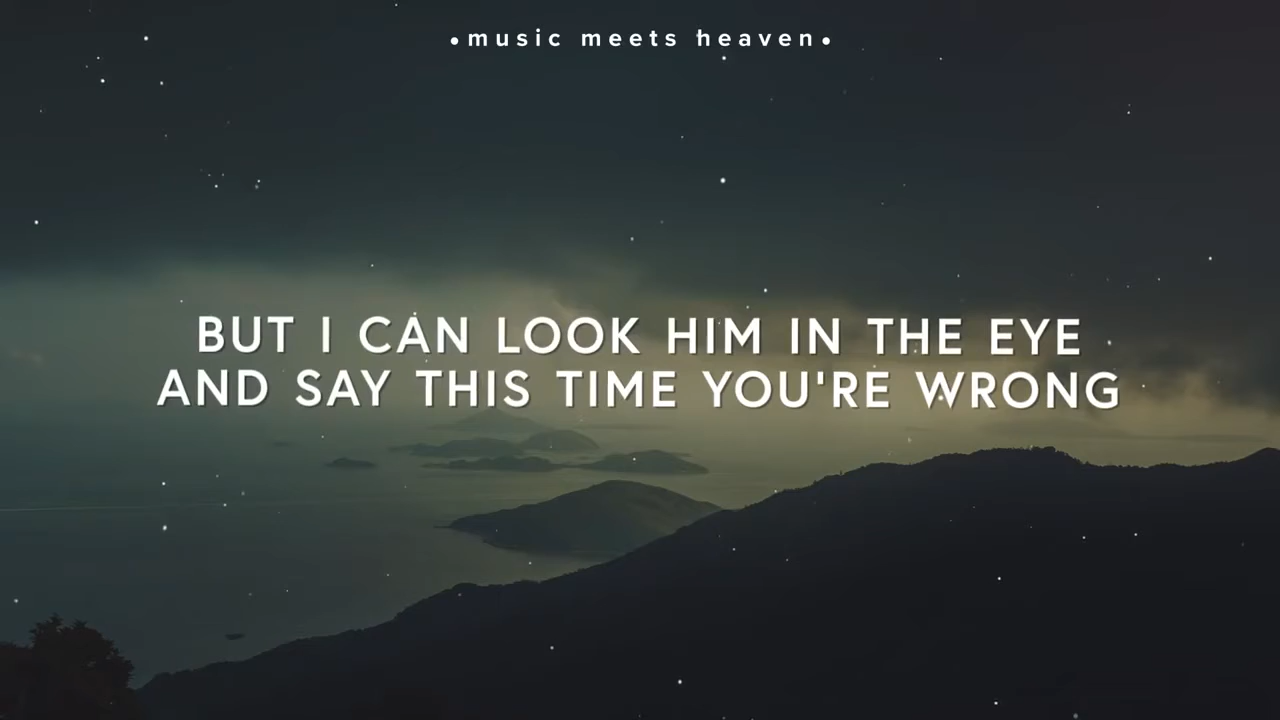 •music meets heaven•
BUT I CAN LOOK HIM IN THE EYE
AND SAY THIS TIME YOU'RE WRONG